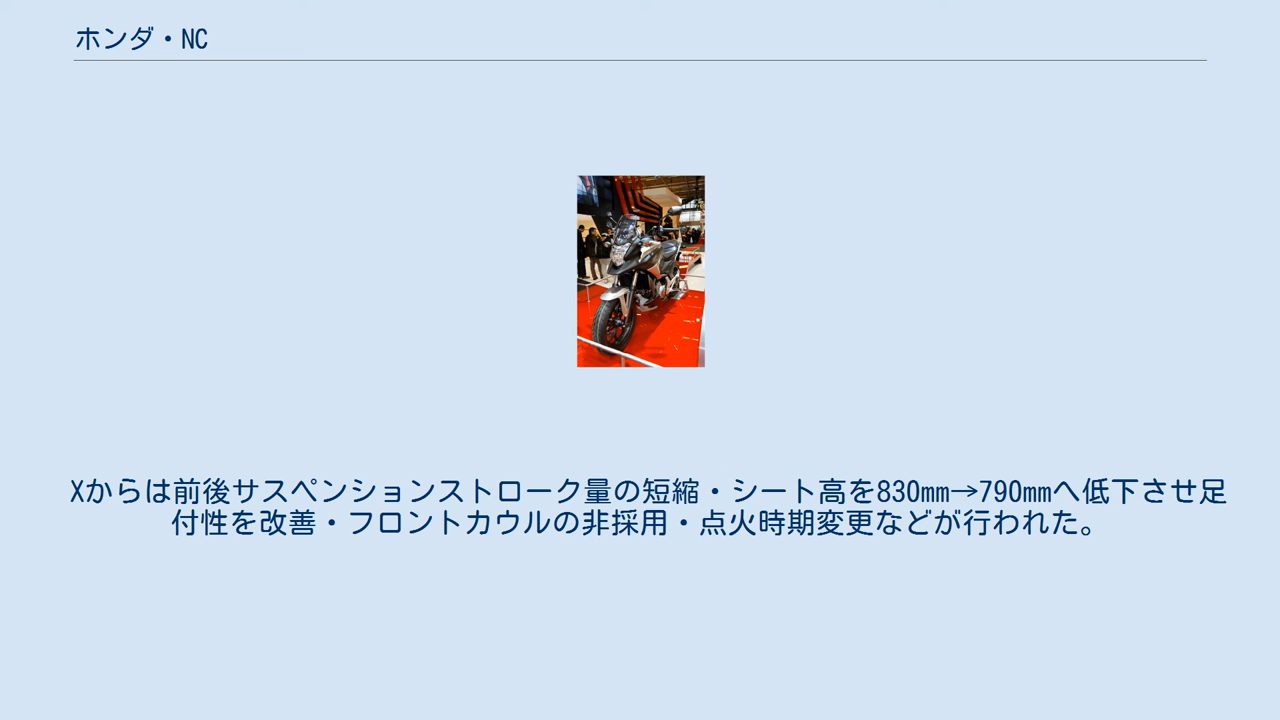 ホンダ・NC
Xからは前後サスペンションストローク量の短縮・シート高を830mm→790mmへ低下させ足
付性を改善・フロントカウルの非採用・点火時期変更などが行われた。